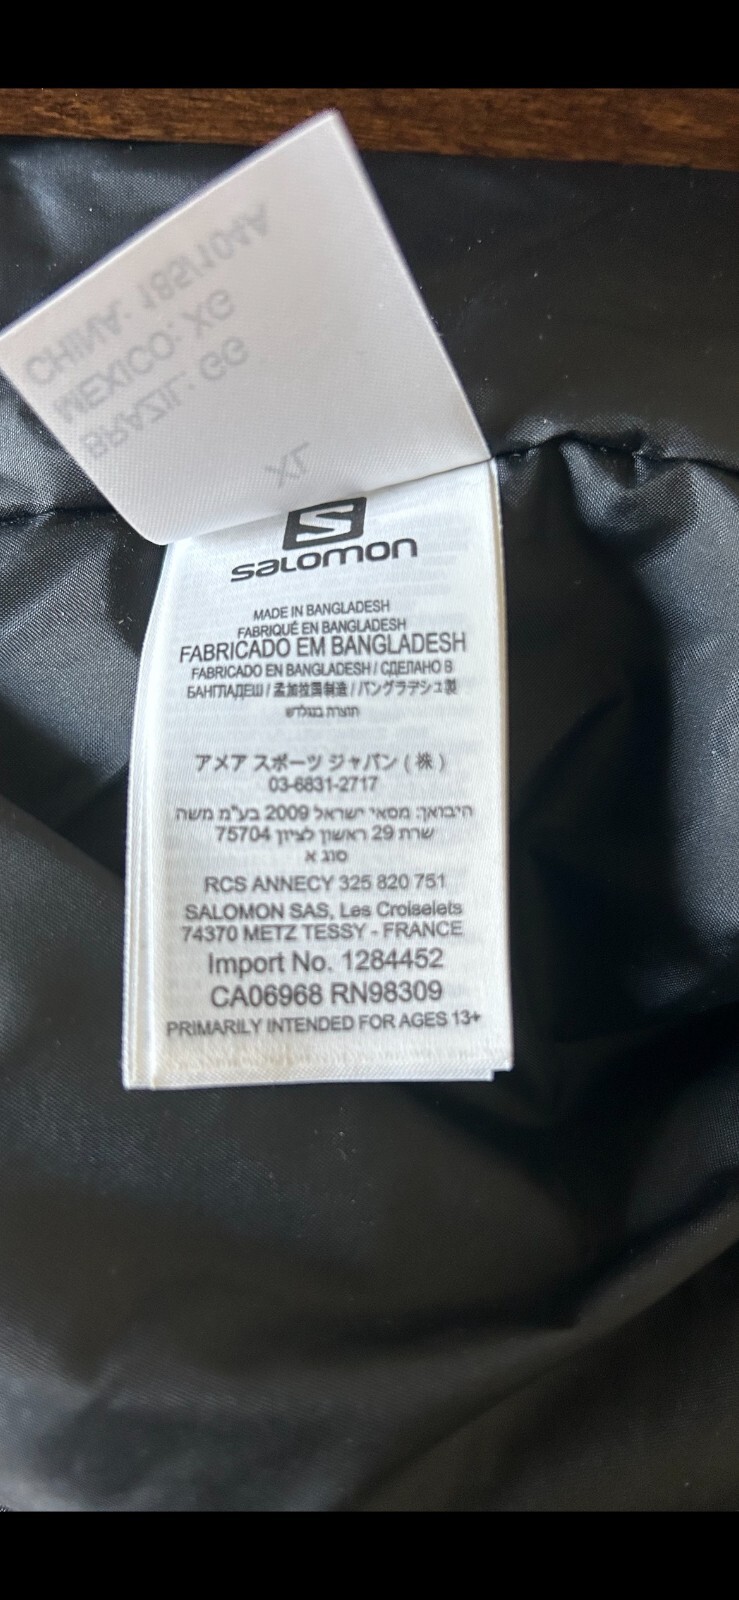 CHINA: 185/104A
MEXICO: XG
BRAZIL: GG
XL
S
SALOMON
MADE IN BANGLADESH
FABRIQUÉ EN BANGLADESH
FABRICADO EM BANGLADESH
FABRICADO EN BANGLADESH / СДЕЛАНО В
БАНГЛАДЕШ / 孟加拉国制造 / バングラデシュ製
תוצרת בנגלדש
アメア スポーツ ジャパン ( 株 )
03-6831-2717
היבואן: מסאי ישראל 2009 בע"מ משה
שרת 29 ראשון לציון 75704
סוג א
RCS ANNECY 325 820 751
SALOMON SAS, Les Croiselets
74370 METZ TESSY - FRANCE
Import No. 1284452
CA06968 RN98309
PRIMARILY INTENDED FOR AGES 13+